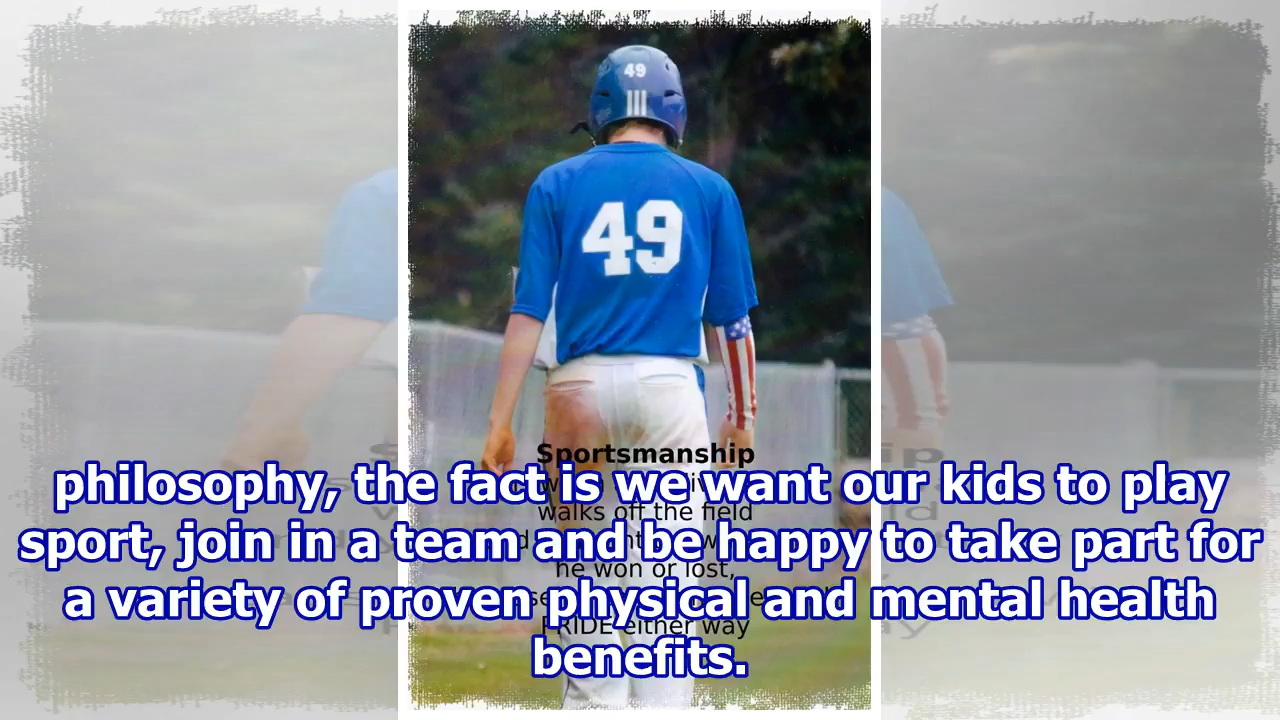 49
49
Sportsmanship
philosophy, the fact is we want our kids to play
walks off the field
sport, join in a team and be happy to take part for
he won or lost,
a variety of proven physical and mental health
PRIDE either way
benefits.